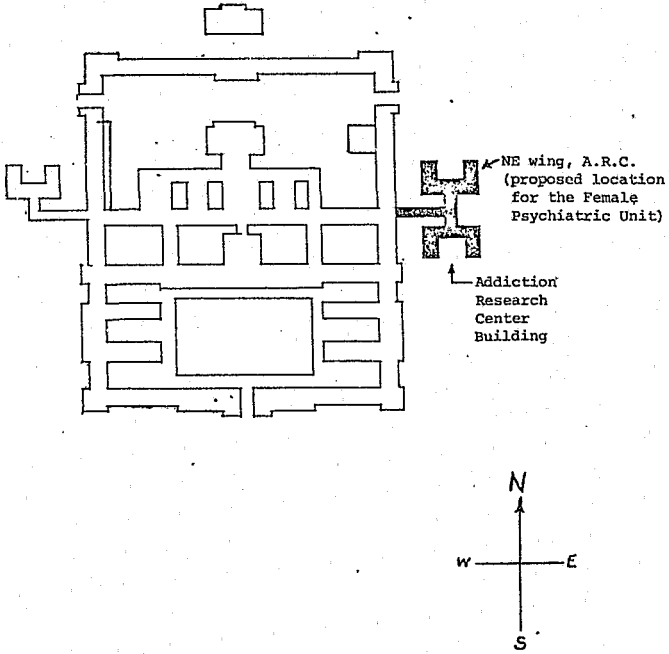 NE wing, A.R.C.
(proposed location
for the Female
Psychiatric Unit)
Addiction
Research
Center
Building
N
W E
S